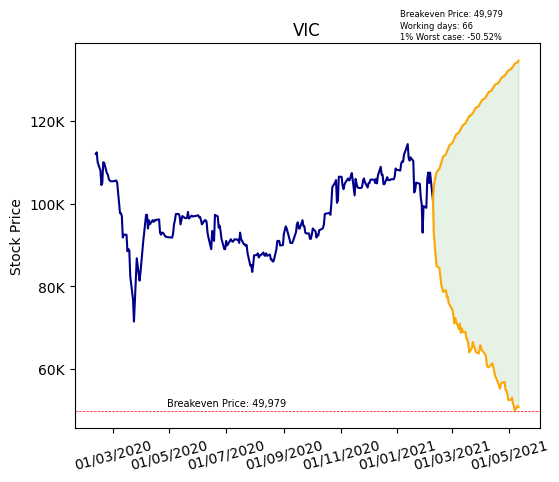 Breakeven Price: 49,979
Working days: 66
1% Worst case: -50.52%
VIC
Stock Price
120K
100K
80K
60K
Breakeven Price: 49,979
01/03/2020
01/05/2020
01/07/2020
01/09/2020
01/11/2020
01/01/2021
01/03/2021
01/05/2021